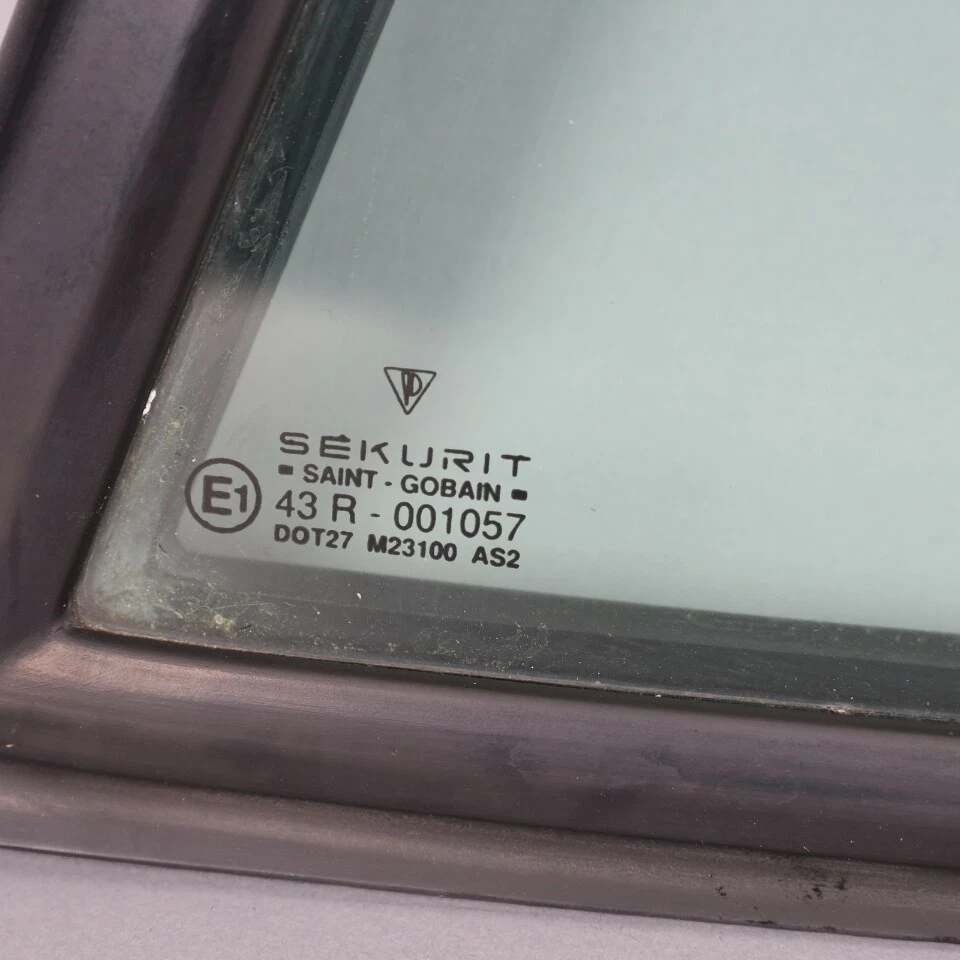 P
SÉKURIT
SAINT - GOBAIN
E1
43 R - 001057
DOT27 M23100 AS2